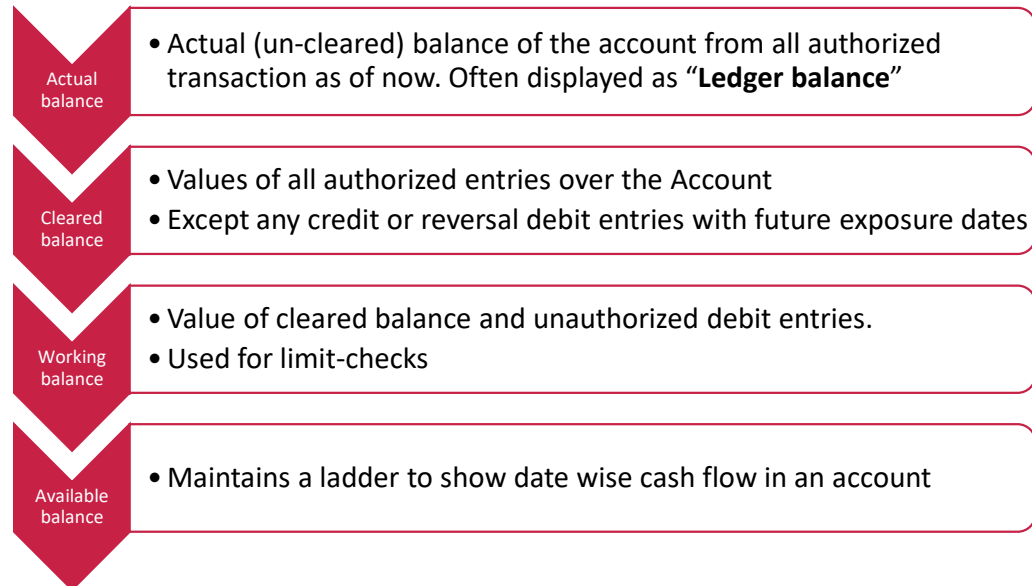 Actual
balance
• Actual (un-cleared) balance of the account from all authorized
transaction as of now. Often displayed as “Ledger balance”
Cleared
balance
• Values of all authorized entries over the Account
• Except any credit or reversal debit entries with future exposure dates
Working
balance
• Value of cleared balance and unauthorized debit entries.
• Used for limit-checks
Available
balance
• Maintains a ladder to show date wise cash flow in an account